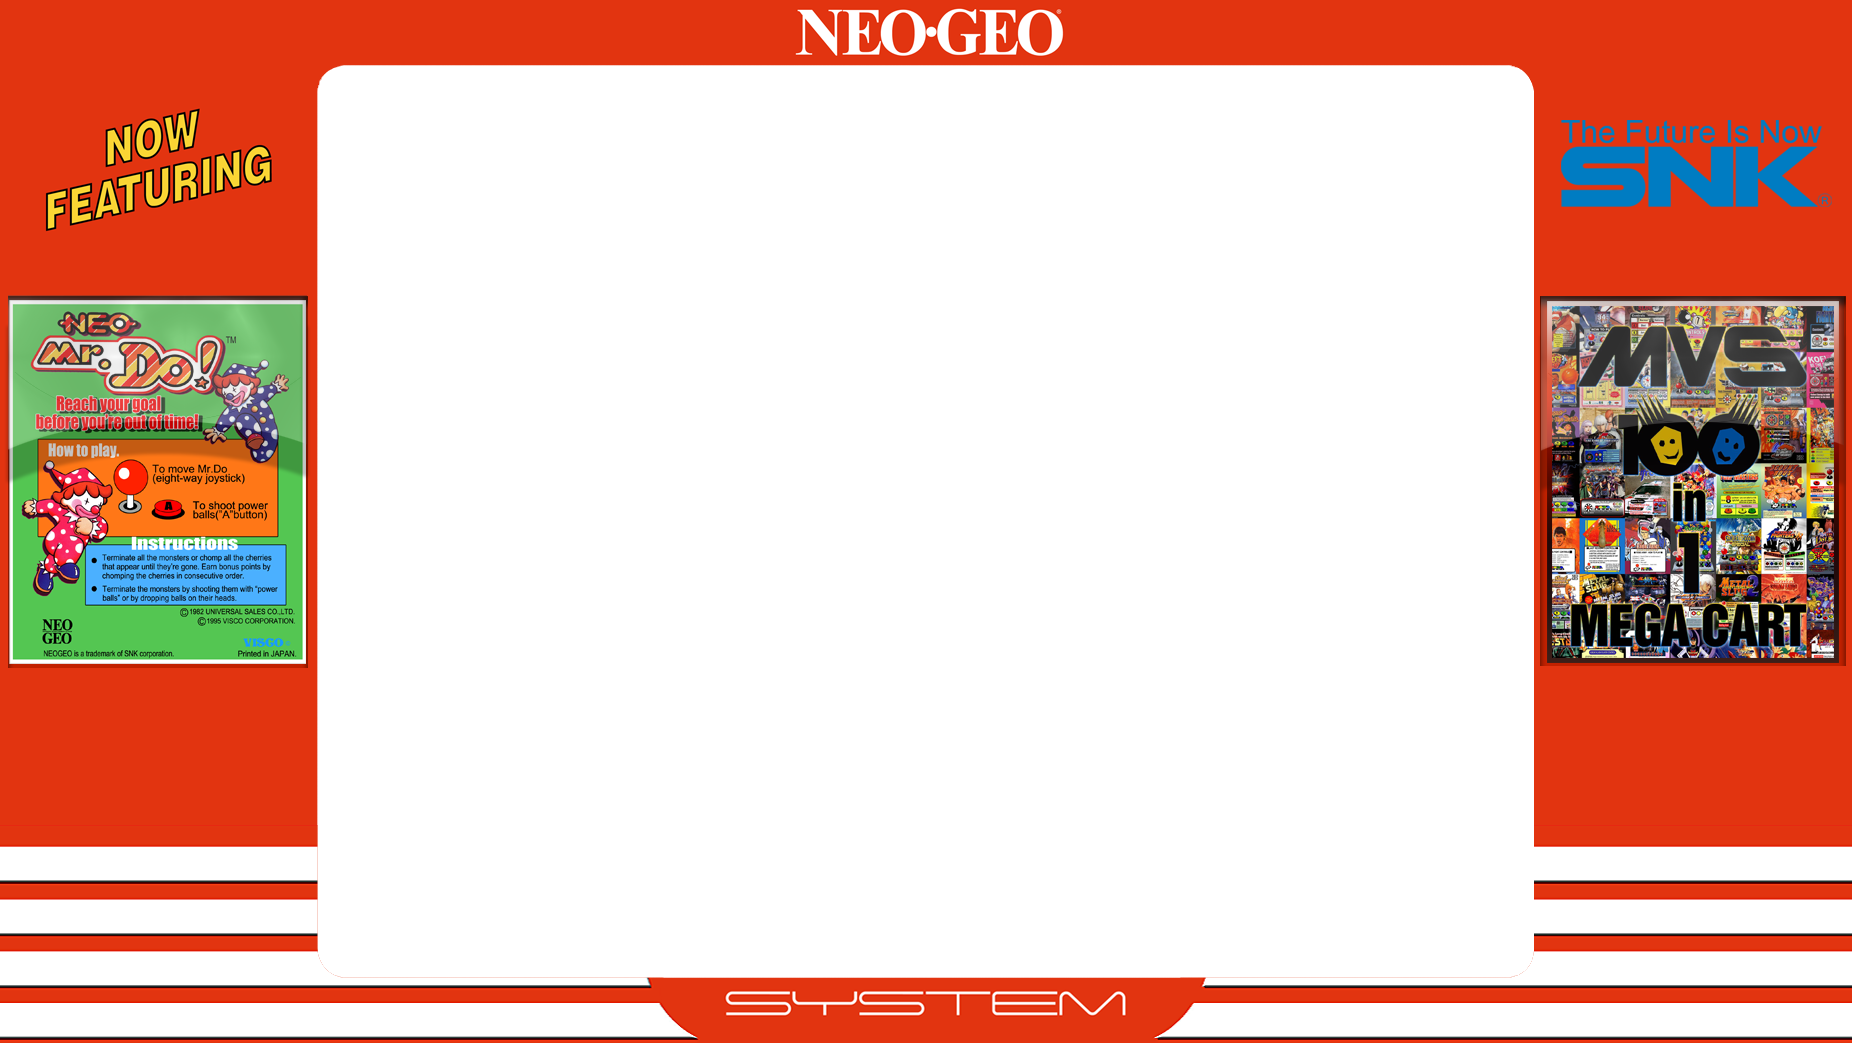 NEO•GEO®
NOW
FEATURING
NEO
Mr. Do! TM
Reach your goal
before you're out of time!
How to play.
To move Mr.Do
(eight-way joystick)
A
To shoot power
balls("A"button)
Instructions
● Terminate all the monsters or chomp all the cherries
that appear until they're gone. Earn bonus points by
chomping the cherries in consecutive order.
● Terminate the monsters by shooting them with "power
balls" or by dropping balls on their heads.
©1982 UNIVERSAL SALES CO.,LTD.
©1995 VISCO CORPORATION.
NEO
GEO
VISCO
NEOGEO is a trademark of SNK corporation.
Printed in JAPAN.
The Future Is Now
SNK®
MVS
100
in
1
MEGA CART
SYSTEM